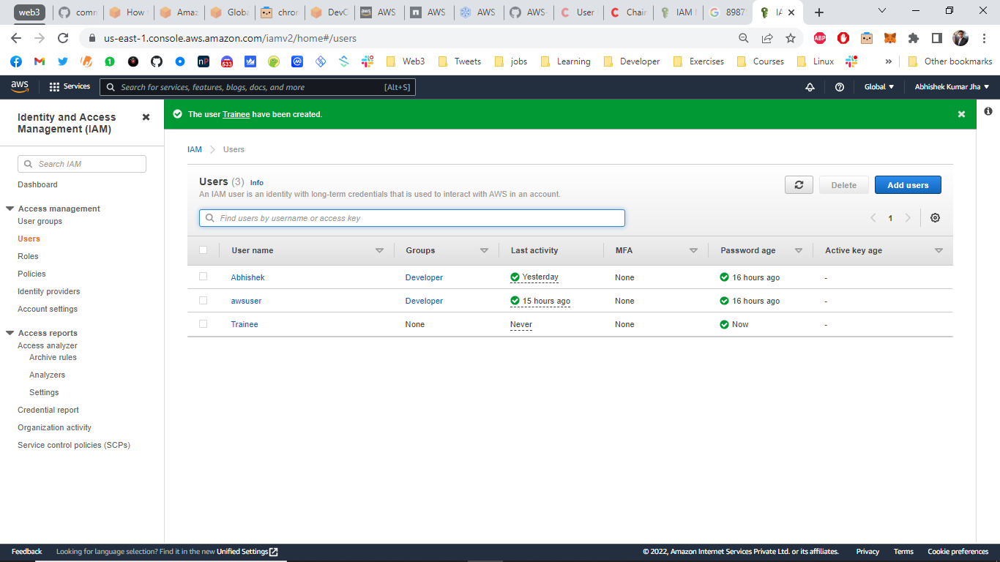 web3
comm
How
Amaz
Globa
chror
DevC
AWS
AWS
AWS
AWS-
User
Chair
IAM
8987
IA
us-east-1.console.aws.amazon.com/iamv2/home#/users
ABP
533
nP
Web3
Tweets
jobs
Learning
Developer
Exercises
Courses
Linux
»
Other bookmarks
aws
Services
Search for services, features, blogs, docs, and more
[Alt+S]
Global
Abhishek Kumar Jha
Identity and Access
Management (IAM)
The user Trainee have been created.
Search IAM
Dashboard
Access management
User groups
Users
Roles
Policies
Identity providers
Account settings
Access reports
Access analyzer
Archive rules
Analyzers
Settings
Credential report
Organization activity
Service control policies (SCPs)
IAM > Users
Users (3) Info
An IAM user is an identity with long-term credentials that is used to interact with AWS in an account.
Delete
Add users
Find users by username or access key
1
User name Groups Last activity MFA Password age Active key age
Abhishek Developer Yesterday None 16 hours ago -
awsuser Developer 15 hours ago None 16 hours ago -
Trainee None Never None Now -
Feedback
Looking for language selection? Find it in the new Unified Settings
© 2022, Amazon Internet Services Private Ltd. or its affiliates.
Privacy
Terms
Cookie preferences